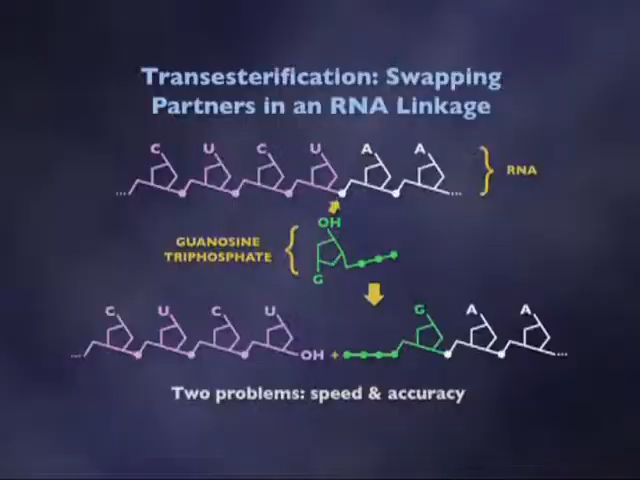 Transesterification: Swapping
Partners in an RNA Linkage
C U C U A A
RNA
OH
GUANOSINE
TRIPHOSPHATE
G
C U C U G A A
... OH + ...
Two problems: speed & accuracy